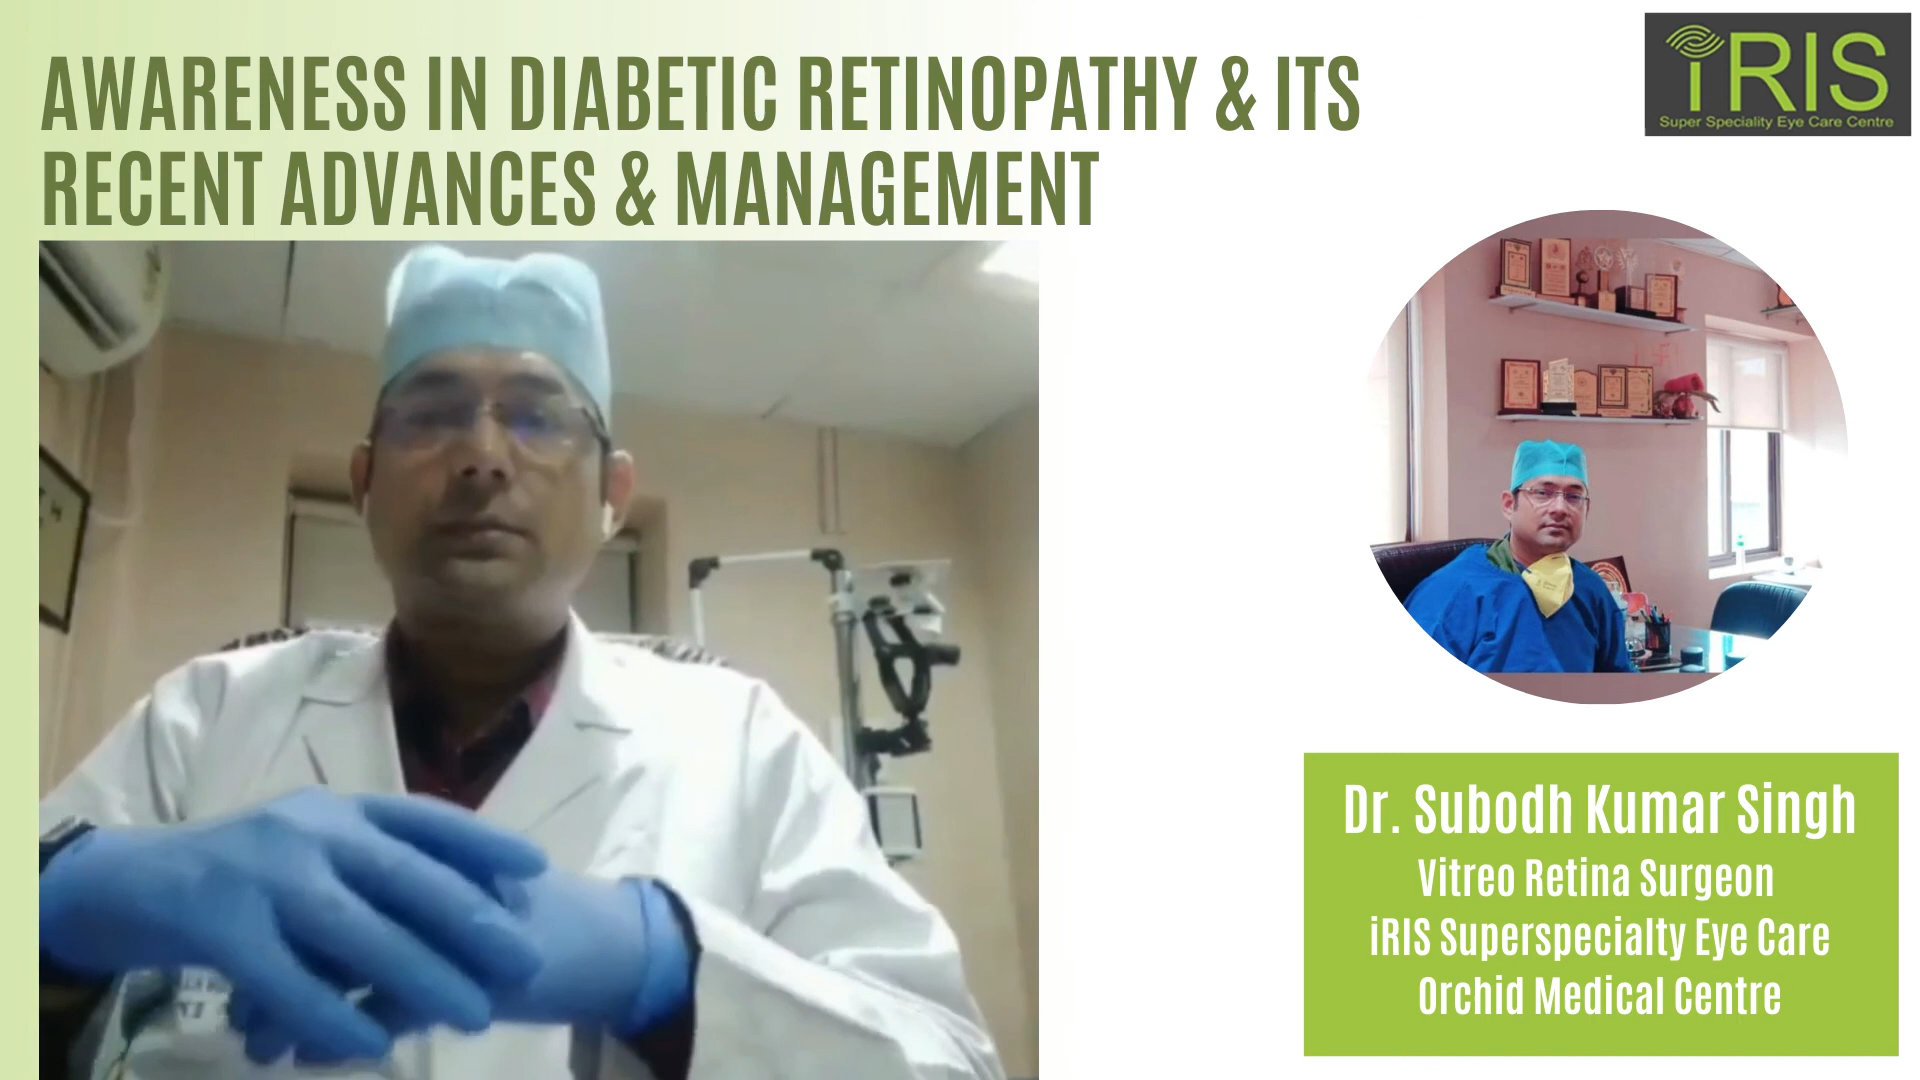 AWARENESS IN DIABETIC RETINOPATHY & ITS
RECENT ADVANCES & MANAGEMENT
iRIS
Super Speciality Eye Care Centre
Dr. Subodh Kumar Singh
Vitreo Retina Surgeon
iRIS Superspecialty Eye Care
Orchid Medical Centre